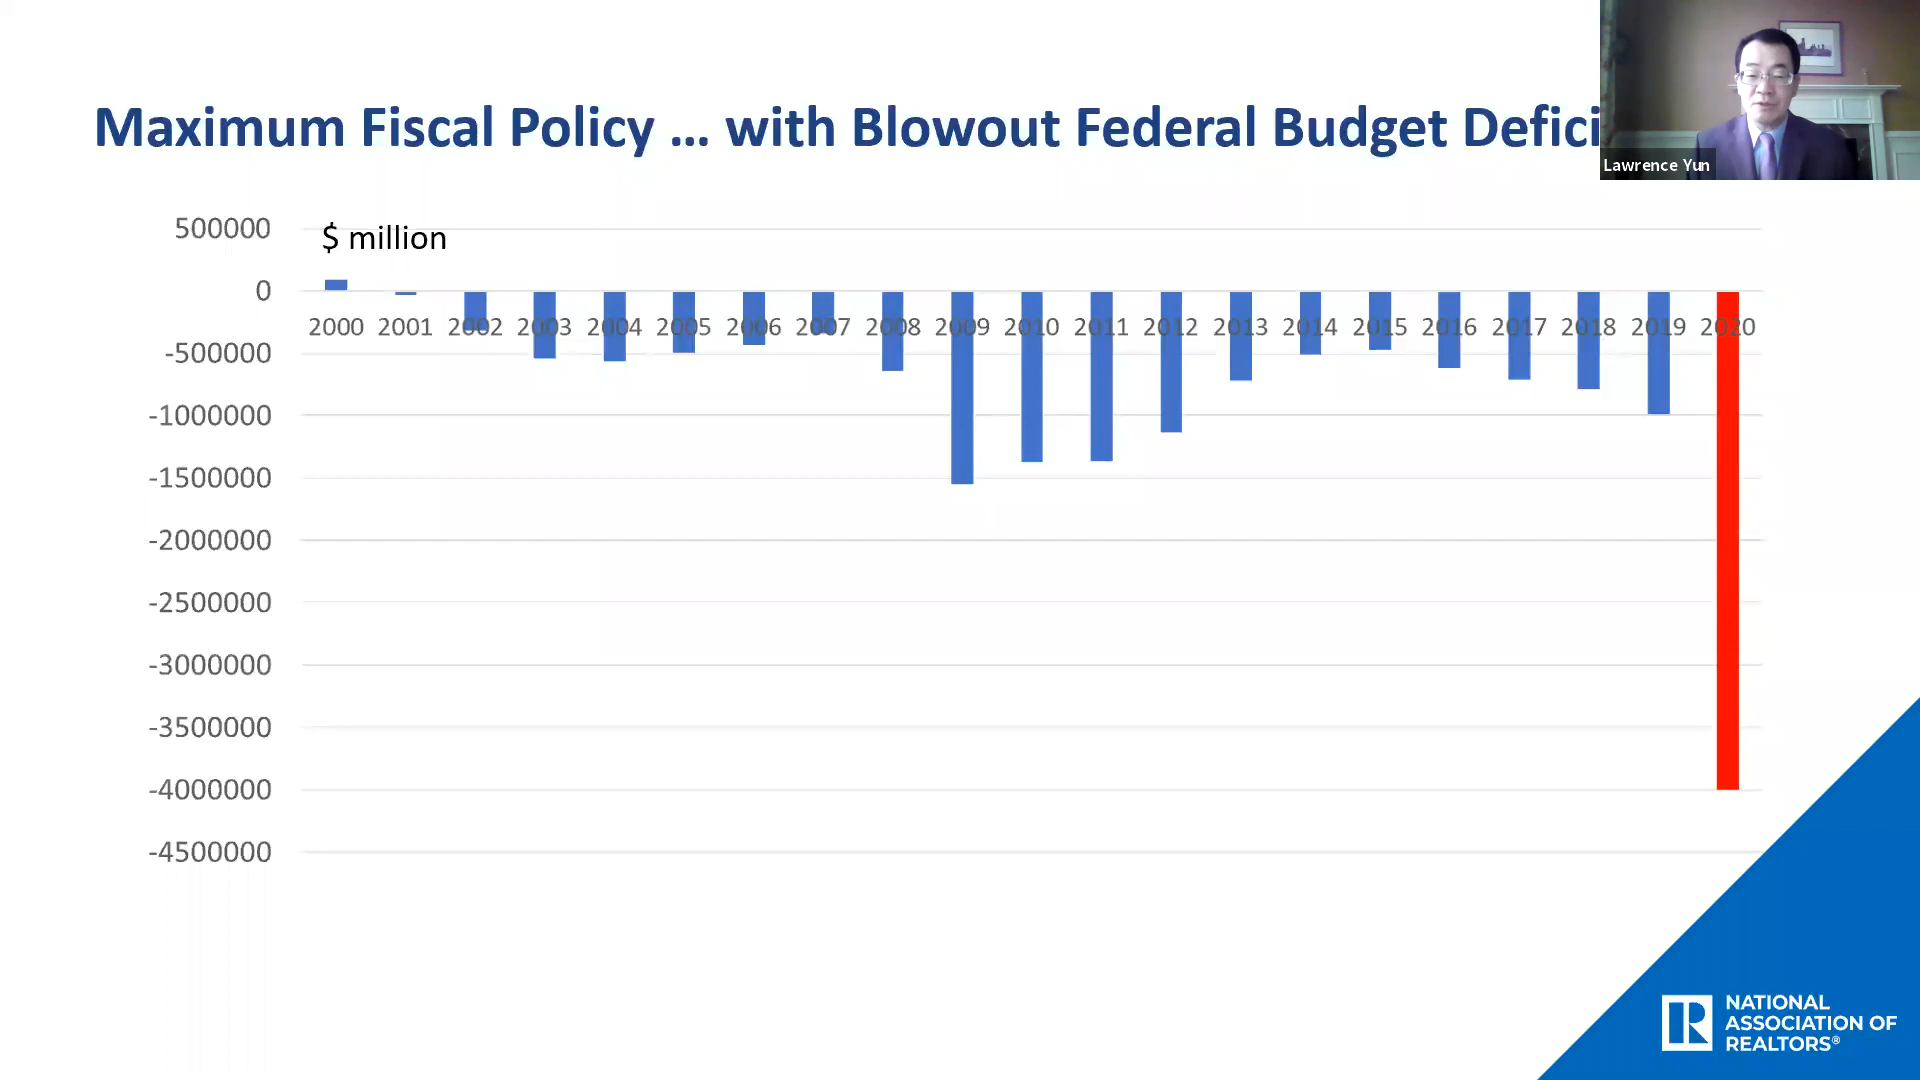 Maximum Fiscal Policy ... with Blowout Federal Budget Defici
Lawrence Yun
$ million
500000
0
2000 2001 2002 2003 2004 2005 2006 2007 2008 2009 2010 2011 2012 2013 2014 2015 2016 2017 2018 2019 2020
-500000
-1000000
-1500000
-2000000
-2500000
-3000000
-3500000
-4000000
-4500000
NATIONAL
ASSOCIATION OF
REALTORS®